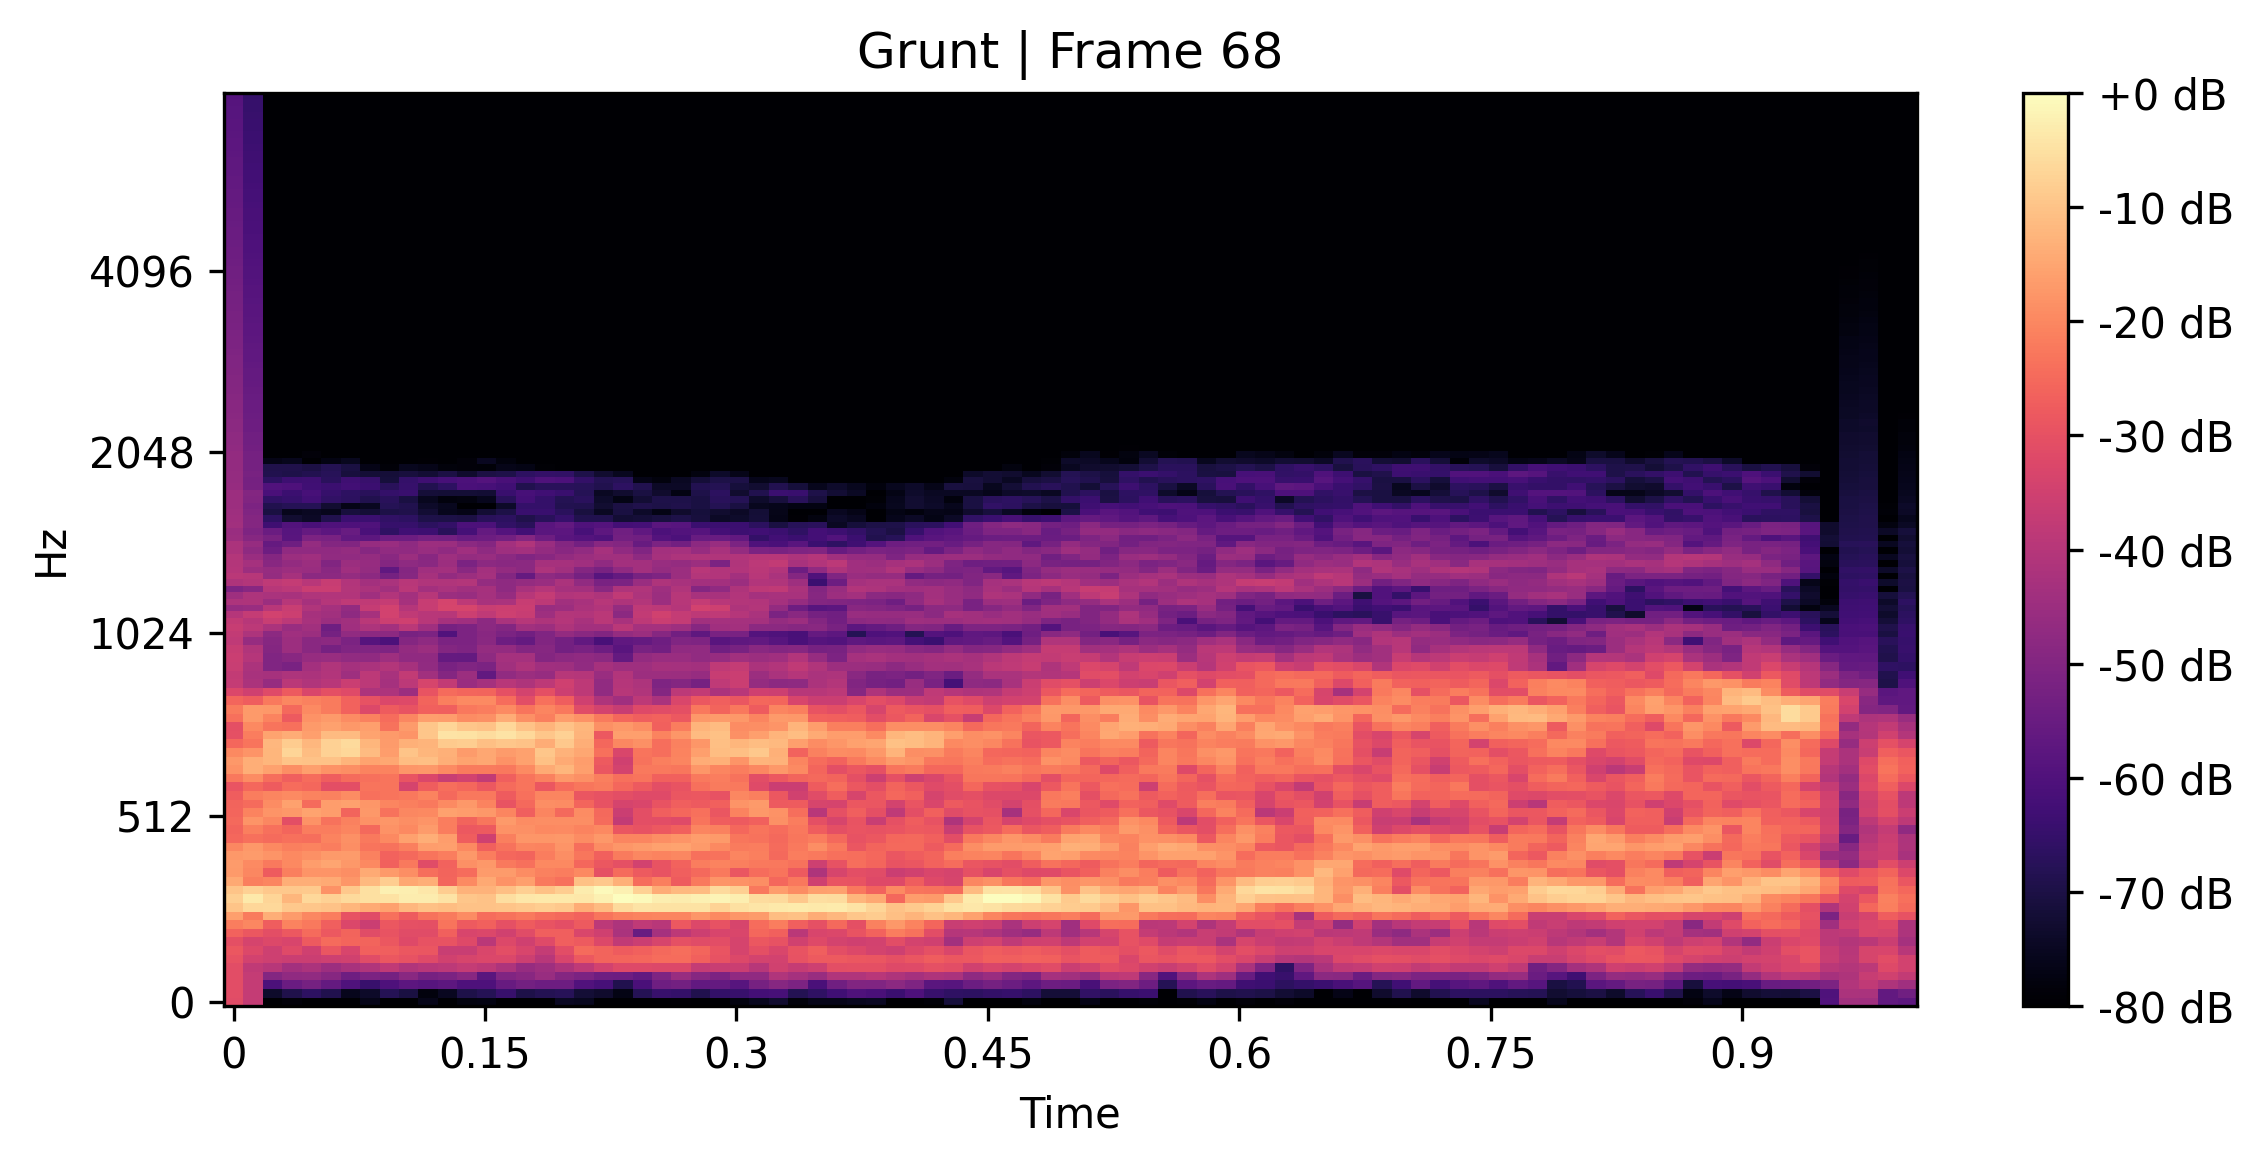 Grunt | Frame 68
+0 dB
-10 dB
-20 dB
-30 dB
-40 dB
-50 dB
-60 dB
-70 dB
-80 dB
Hz
4096
2048
1024
512
0
0 0.15 0.3 0.45 0.6 0.75 0.9
Time